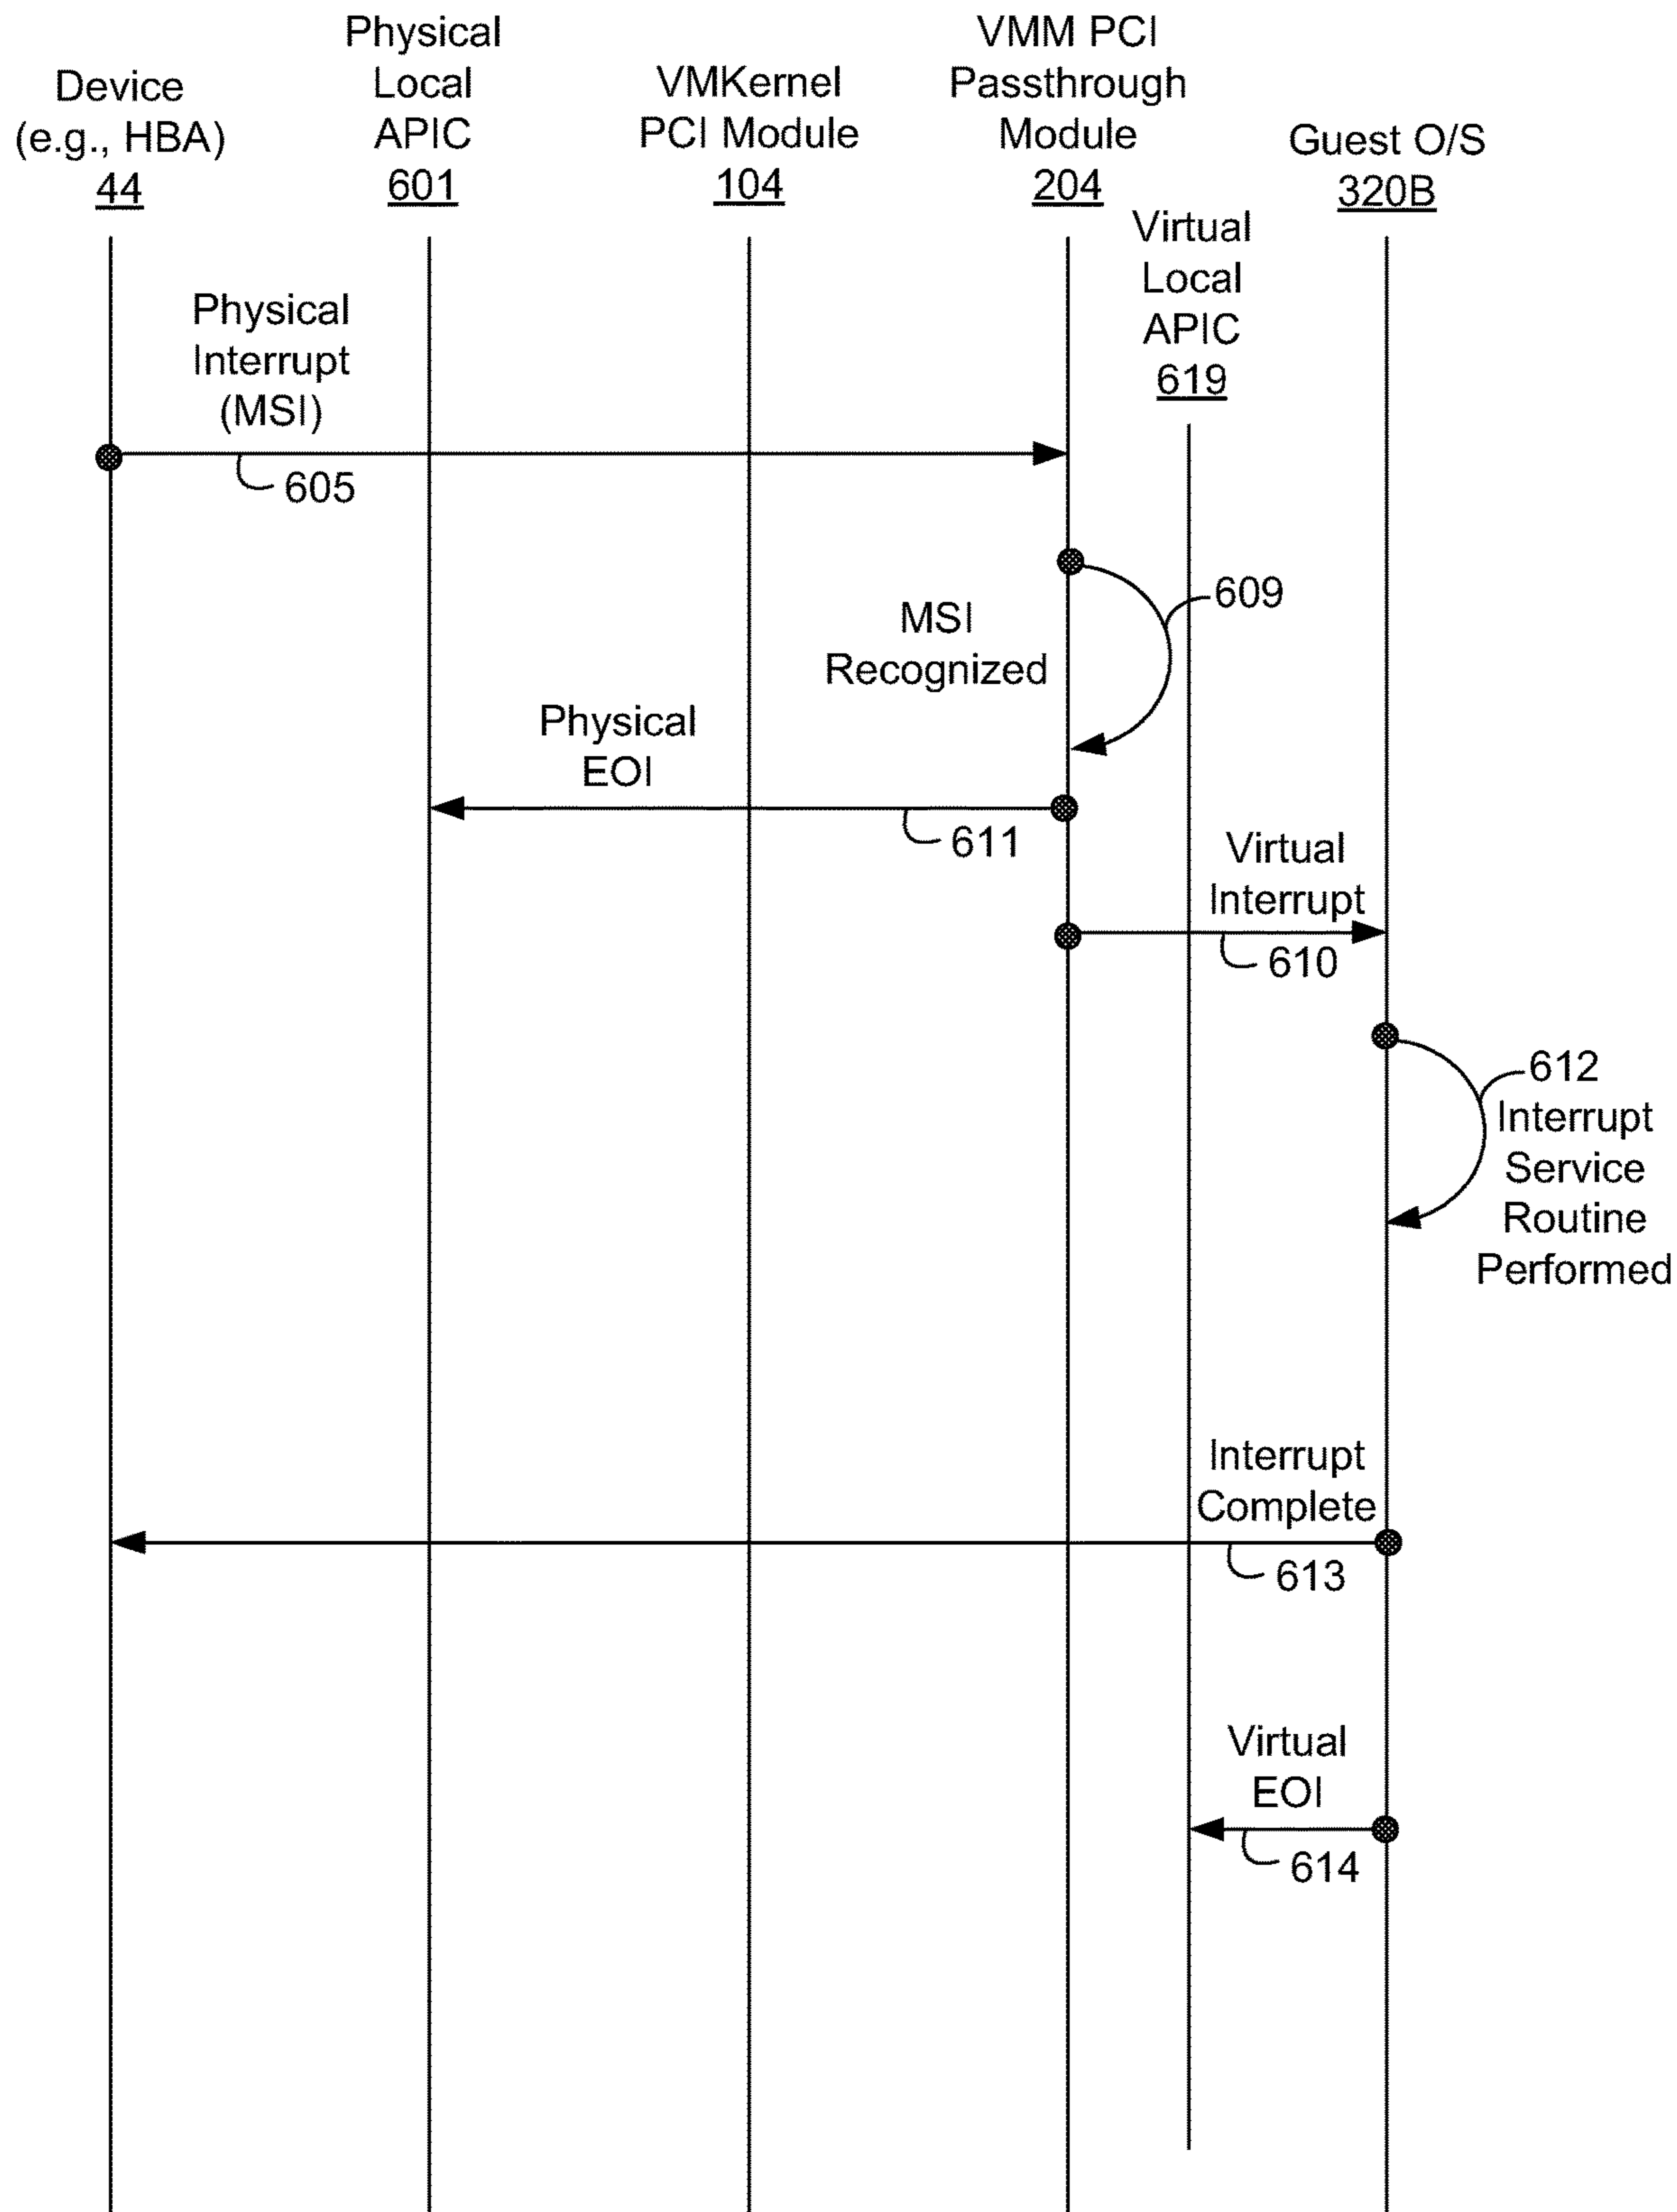 Device
(e.g., HBA)
44
Physical
Local
APIC
601
VMKernel
PCI Module
104
VMM PCI
Passthrough
Module
204
Guest O/S
320B
Virtual
Local
APIC
619
Physical
Interrupt
(MSI)
605
609
MSI
Recognized
Physical
EOI
611
Virtual
Interrupt
610
612
Interrupt
Service
Routine
Performed
Interrupt
Complete
613
Virtual
EOI
614